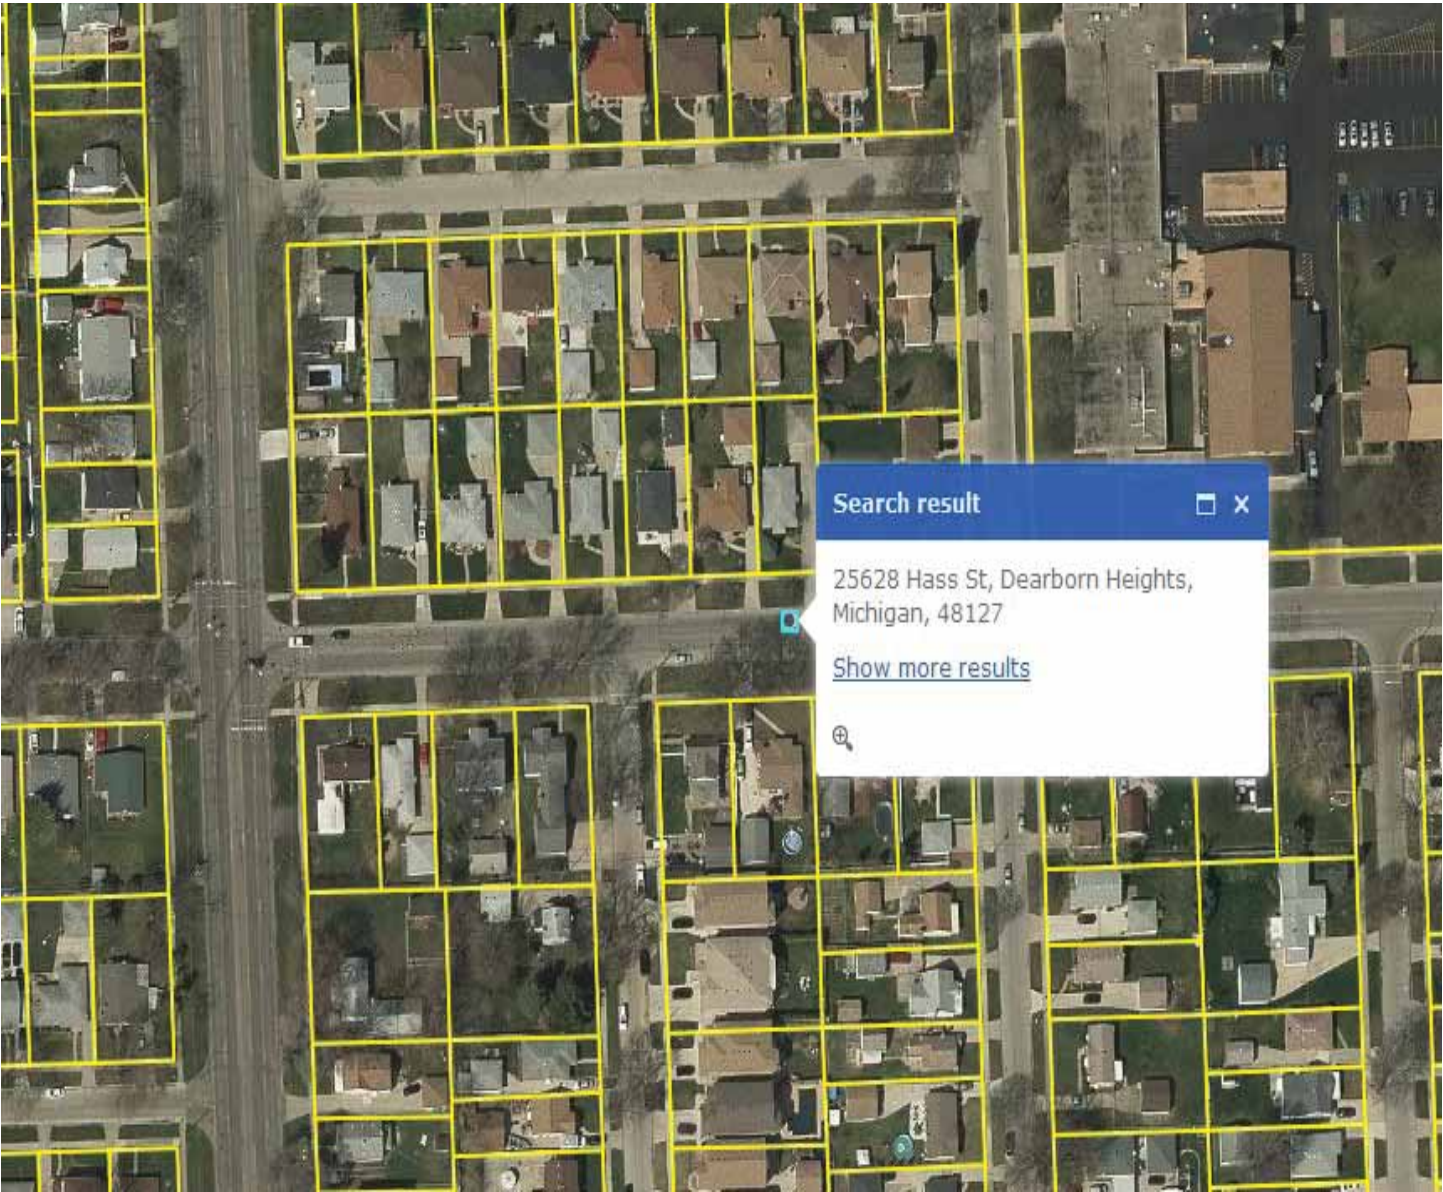 Search result
25628 Hass St, Dearborn Heights,
Michigan, 48127
Show more results